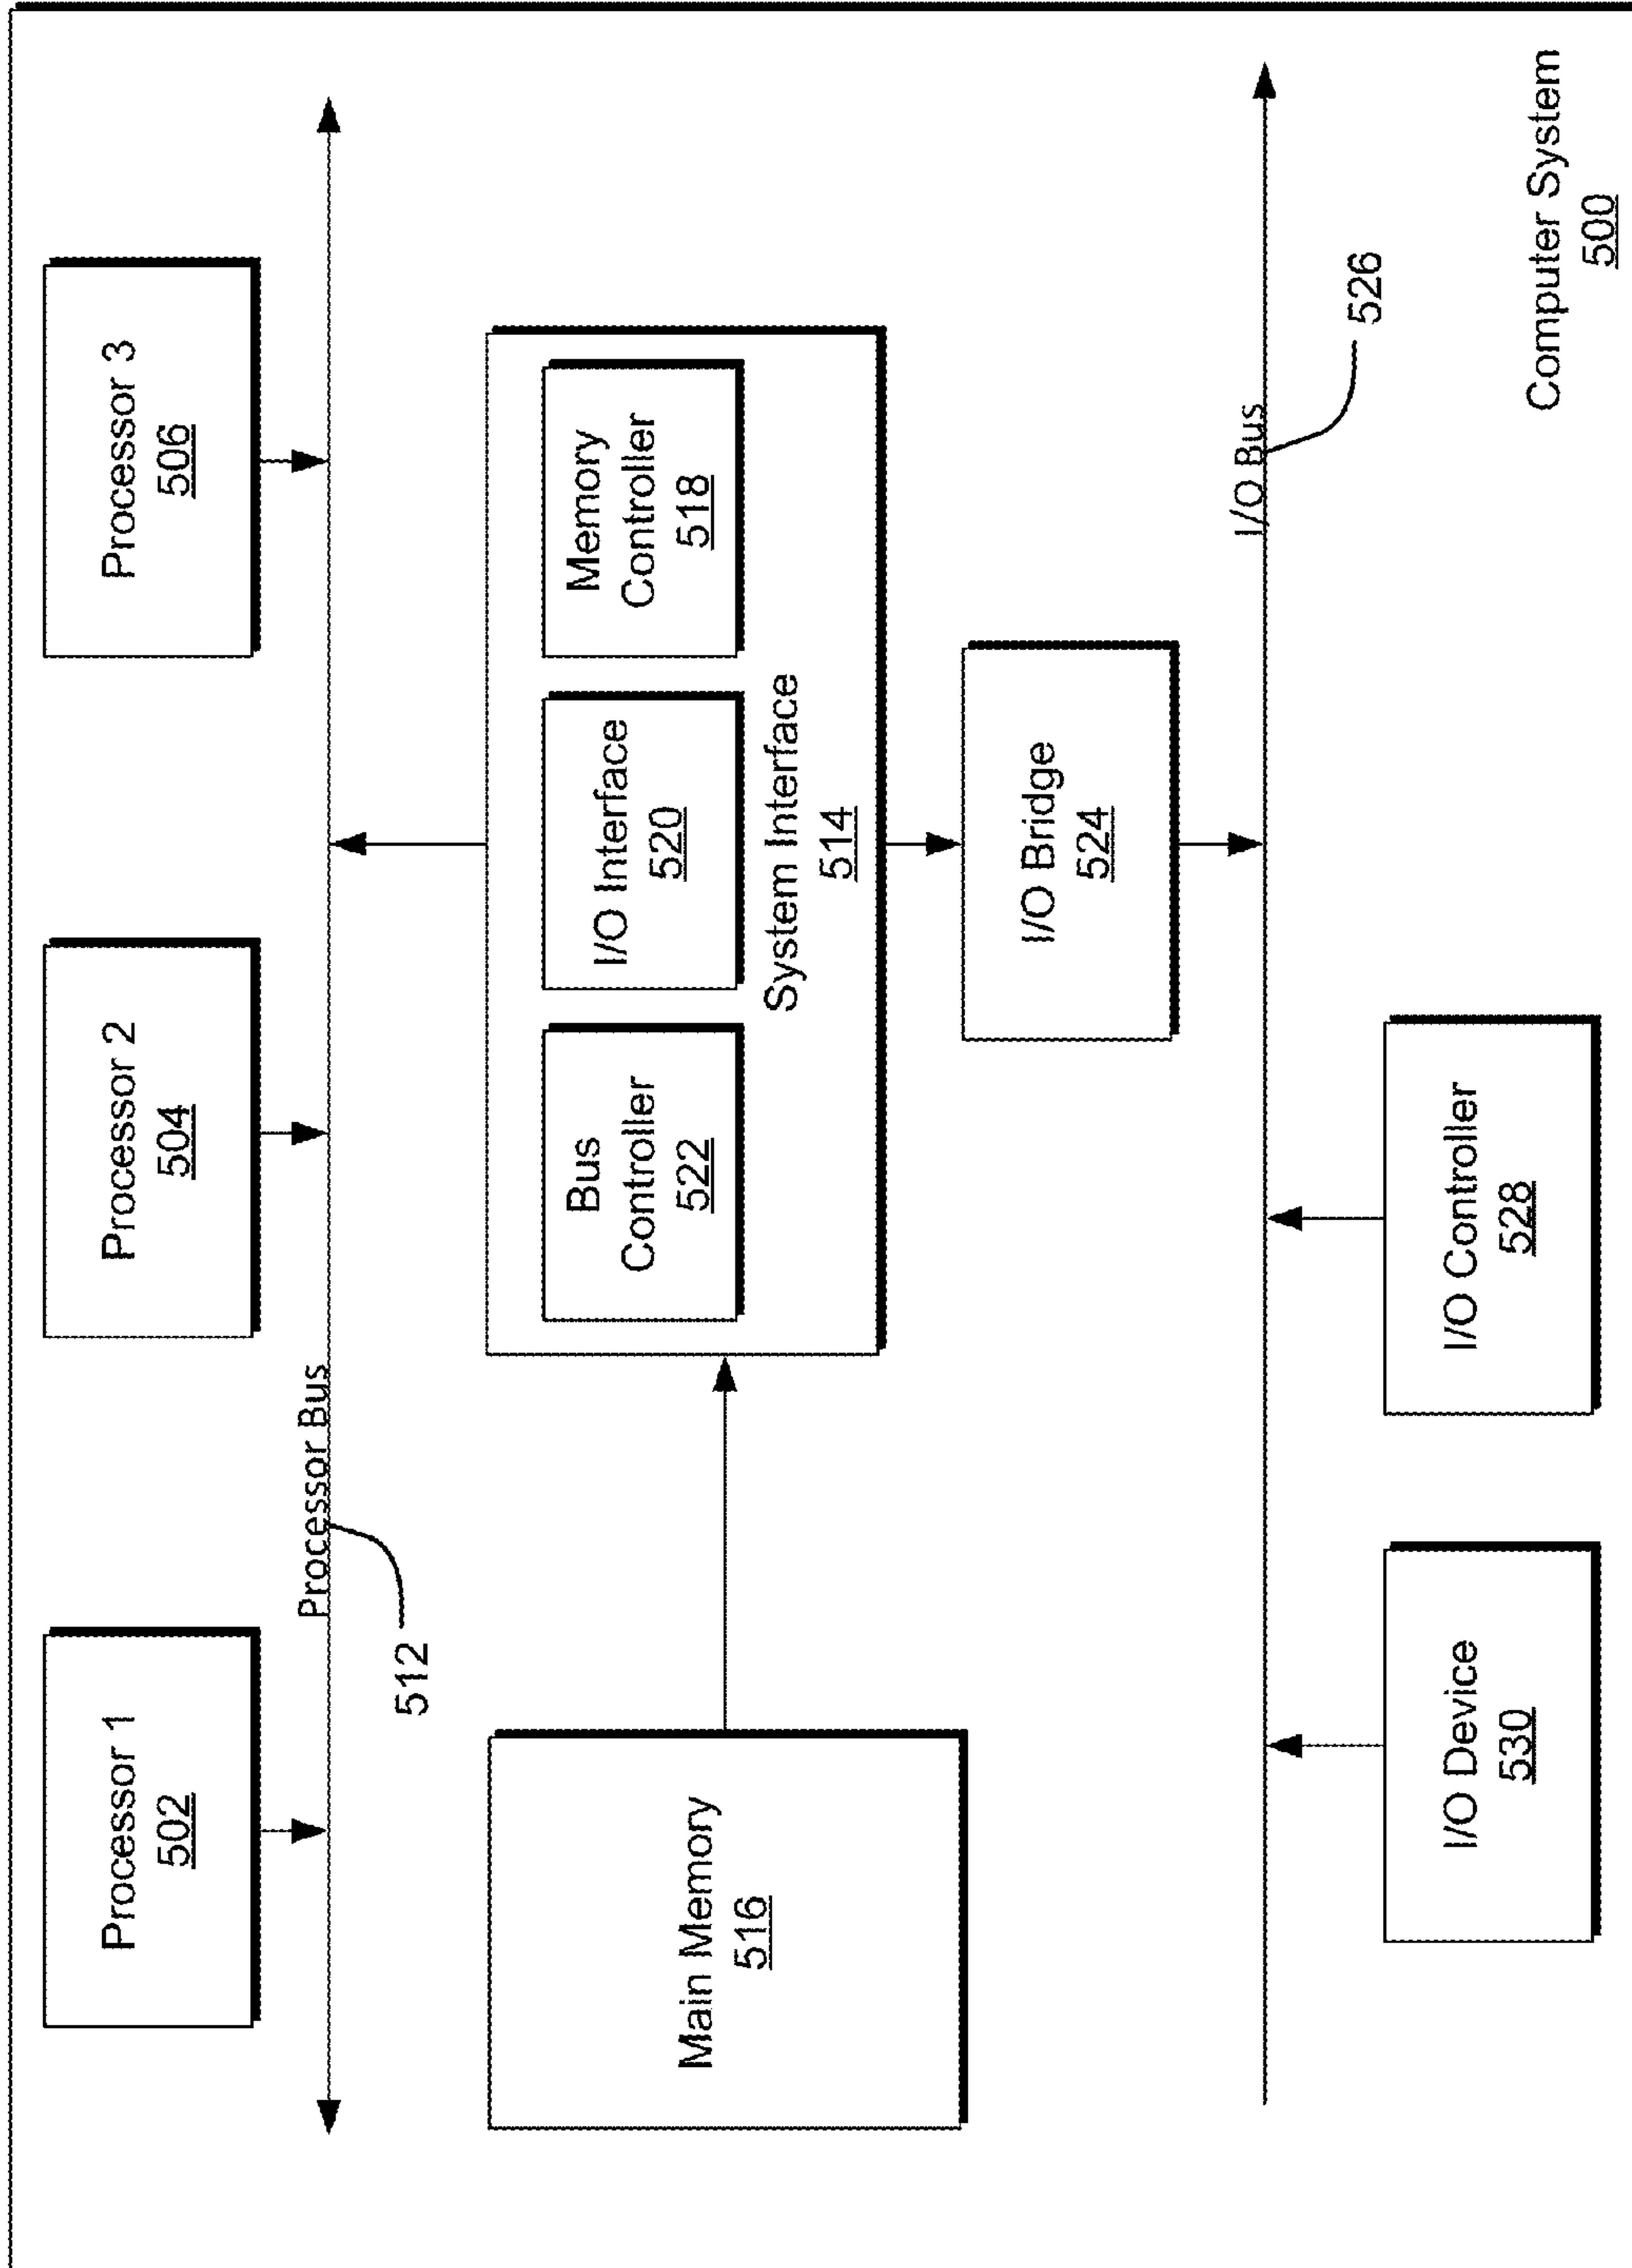 Processor 1
502
Processor 2
504
Processor 3
506
Processor Bus
512
Main Memory
516
Bus
Controller
522
I/O Interface
520
Memory
Controller
518
System Interface
514
I/O Bridge
524
I/O Bus
526
I/O Device
530
I/O Controller
528
Computer System
500